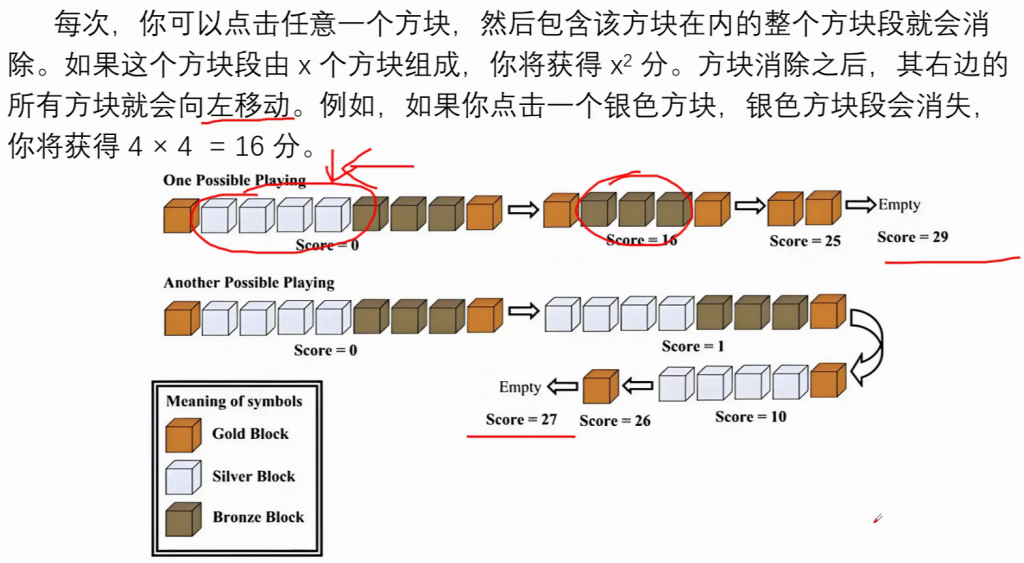 每次，你可以点击任意一个方块，然后包含该方块在内的整个方块段就会消
除。如果这个方块段由 x 个方块组成，你将获得 x² 分。方块消除之后，其右边的
所有方块就会向左移动。例如，如果你点击一个银色方块，银色方块段会消失，
你将获得 4 × 4 = 16 分。
One Possible Playing
Empty
Score = 0
Score = 16
Score = 25
Score = 29
Another Possible Playing
Score = 0
Score = 1
Empty
Score = 27
Score = 26
Score = 10
Meaning of symbols
Gold Block
Silver Block
Bronze Block